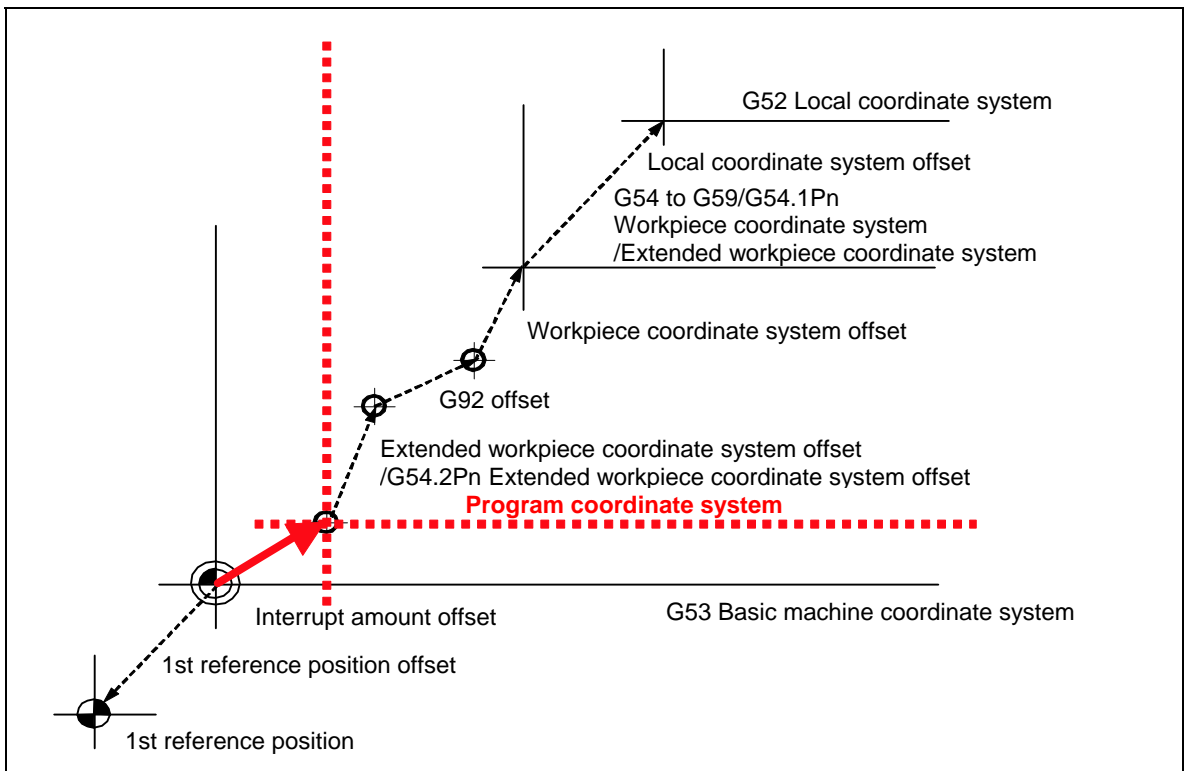 G52 Local coordinate system
Local coordinate system offset
G54 to G59/G54.1Pn
Workpiece coordinate system
/Extended workpiece coordinate system
Workpiece coordinate system offset
G92 offset
Extended workpiece coordinate system offset
/G54.2Pn Extended workpiece coordinate system offset
Program coordinate system
Interrupt amount offset
G53 Basic machine coordinate system
1st reference position offset
1st reference position